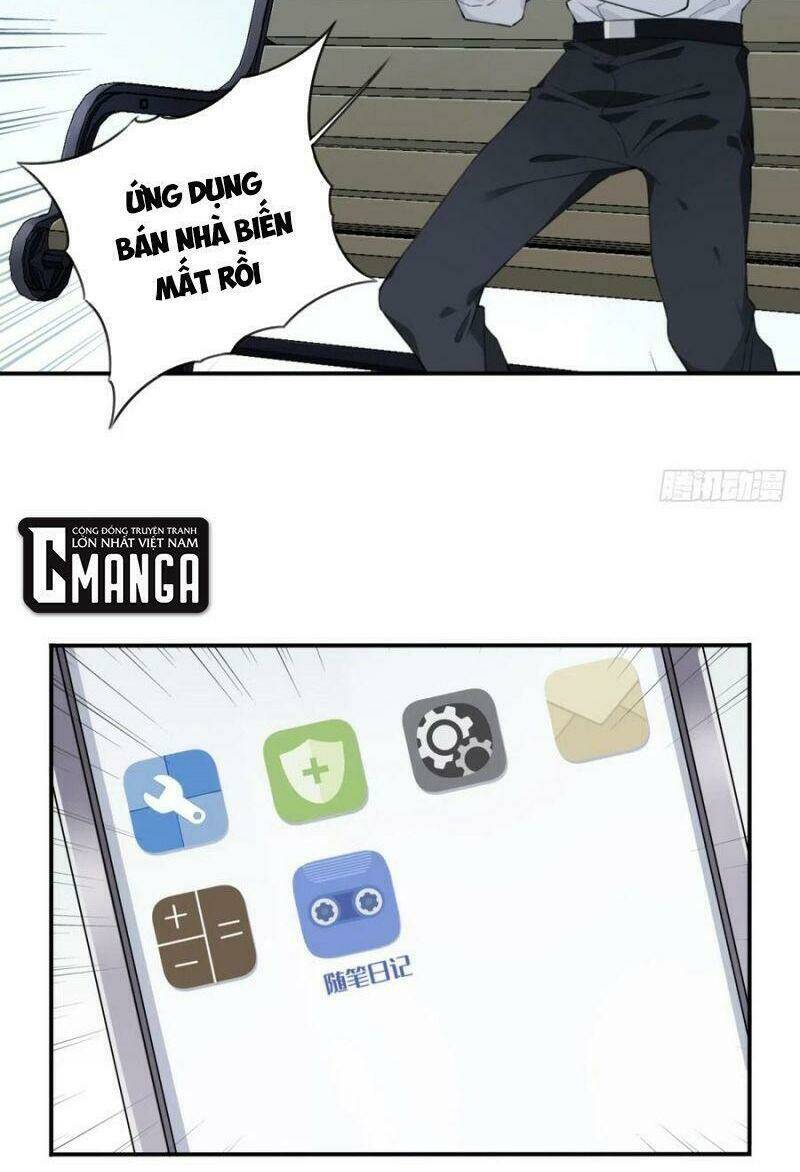 ỨNG DỤNG
BÁN NHÀ BIẾN
MẤT RỒI
腾讯动漫
CỘNG ĐỒNG TRUYỆN TRANH
LỚN NHẤT VIỆT NAM
CMANGA
随笔日记